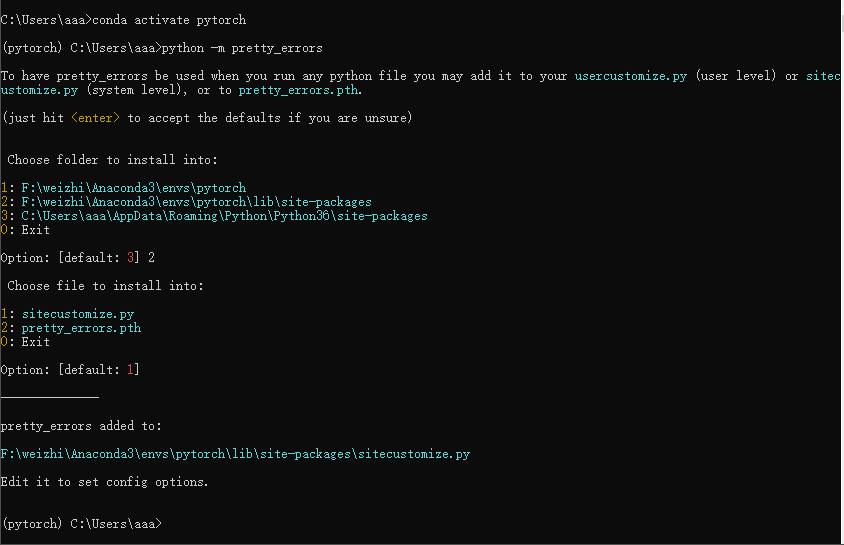 C:\Users\aaa>conda activate pytorch
(pytorch) C:\Users\aaa>python -m pretty_errors
To have pretty_errors be used when you run any python file you may add it to your usercustomize.py (user level) or sitec
ustomize.py (system level), or to pretty_errors.pth.
(just hit <enter> to accept the defaults if you are unsure)
Choose folder to install into:
1: F:\weizhi\Anaconda3\envs\pytorch
2: F:\weizhi\Anaconda3\envs\pytorch\lib\site-packages
3: C:\Users\aaa\AppData\Roaming\Python\Python36\site-packages
0: Exit
Option: [default: 3] 2
Choose file to install into:
1: sitecustomize.py
2: pretty_errors.pth
0: Exit
Option: [default: 1]
______________
pretty_errors added to:
F:\weizhi\Anaconda3\envs\pytorch\lib\site-packages\sitecustomize.py
Edit it to set config options.
(pytorch) C:\Users\aaa>